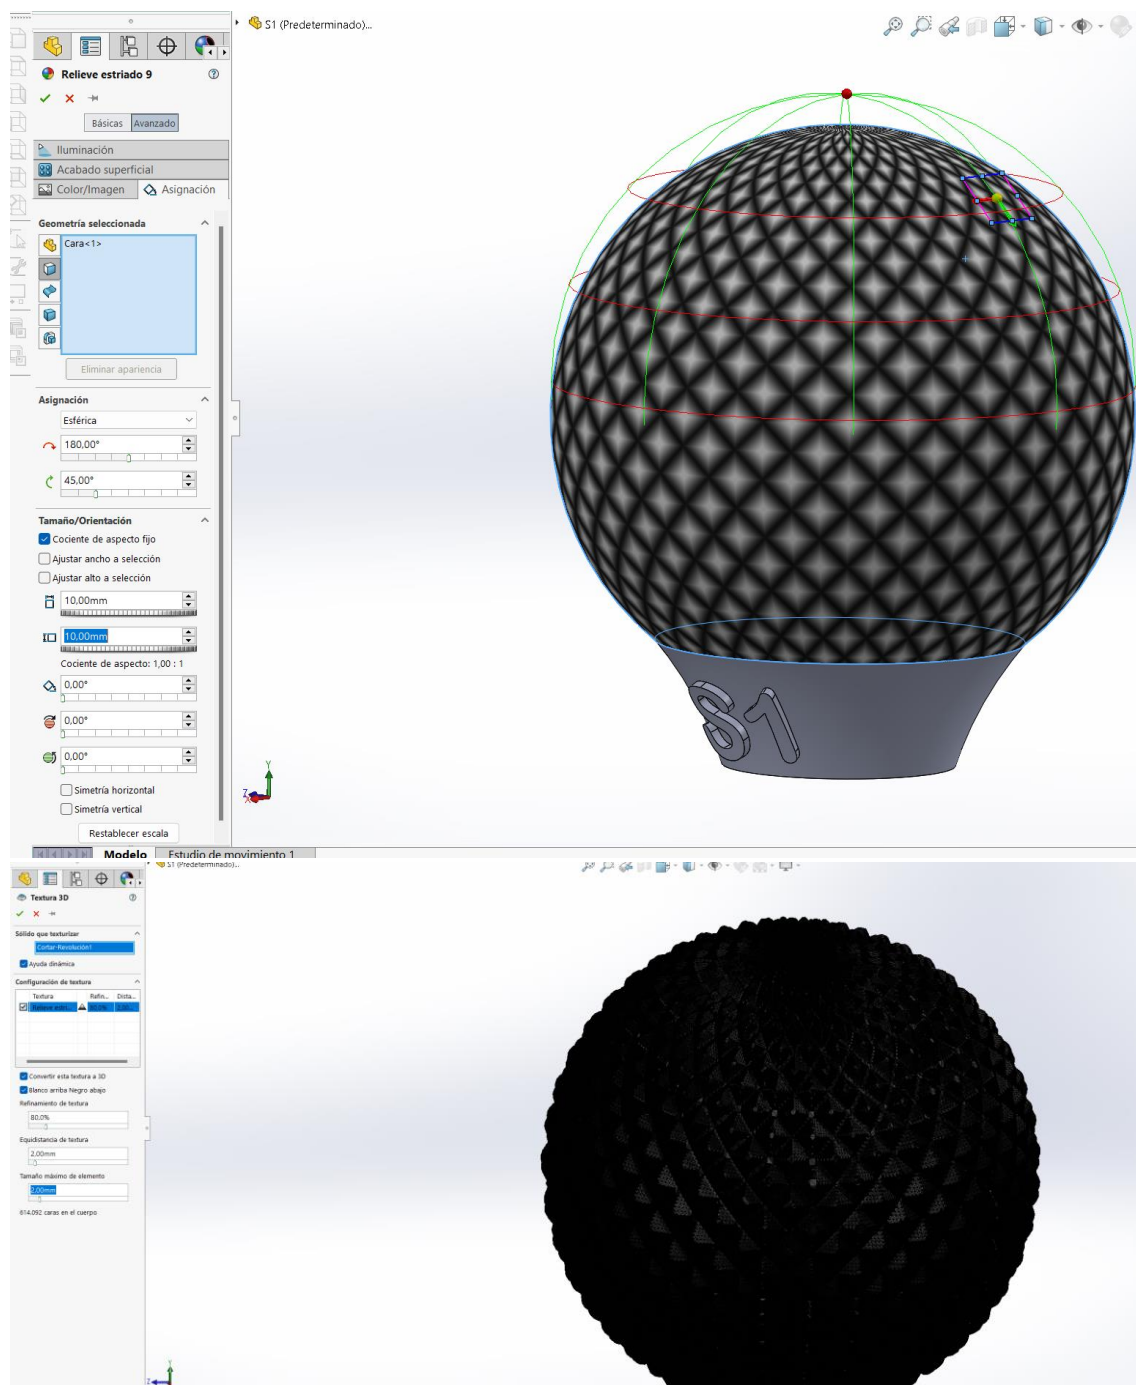 S1 (Predeterminado)...
Relieve estriado 9
Básicas Avanzado
Iluminación
Acabado superficial
Color/Imagen Asignación
Geometría seleccionada
Cara<1>
Eliminar apariencia
Asignación
Esférica
180,00°
45,00°
Tamaño/Orientación
Cociente de aspecto fijo
Ajustar ancho a selección
Ajustar alto a selección
10,00mm
10,00mm
Cociente de aspecto: 1,00 : 1
0,00°
0,00°
0,00°
Simetría horizontal
Simetría vertical
Restablecer escala
S1
Y
Z
X
Modelo Estudio de movimiento 1
S1 (Predeterminado)...
Textura 3D
Sólido que texturizar
Cortar-Revolución1
Ayuda dinámica
Configuración de textura
Textura Refin... Dista...
Relieve estri...
Convertir esta textura a 3D
Blanco arriba Negro abajo
Refinamiento de textura
80,0%
Equidistancia de textura
2,00mm
Tamaño máximo de elemento
2,00mm
614.092 caras en el cuerpo
Y
Z